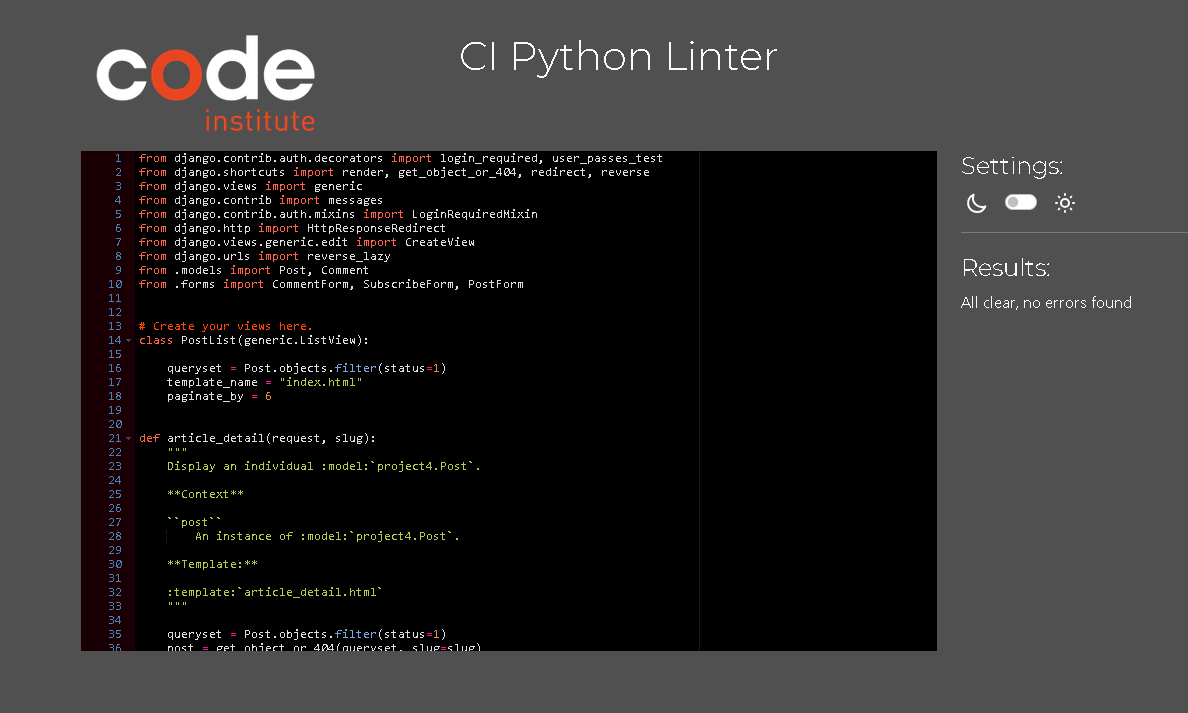 code
institute
CI Python Linter
1 from django.contrib.auth.decorators import login_required, user_passes_test
2 from django.shortcuts import render, get_object_or_404, redirect, reverse
3 from django.views import generic
4 from django.contrib import messages
5 from django.contrib.auth.mixins import LoginRequiredMixin
6 from django.http import HttpResponseRedirect
7 from django.views.generic.edit import CreateView
8 from django.urls import reverse_lazy
9 from .models import Post, Comment
10 from .forms import CommentForm, SubscribeForm, PostForm
11
12
13 # Create your views here.
14 class PostList(generic.ListView):
15
16     queryset = Post.objects.filter(status=1)
17     template_name = "index.html"
18     paginate_by = 6
19
20
21 def article_detail(request, slug):
22     """
23     Display an individual :model:`project4.Post`.
24
25     **Context**
26
27     ``post``
28         An instance of :model:`project4.Post`.
29
30     **Template:**
31
32     :template:`article_detail.html`
33     """
34
35     queryset = Post.objects.filter(status=1)
36     post = get_object_or_404(queryset, slug=slug)
Settings:
Results:
All clear, no errors found